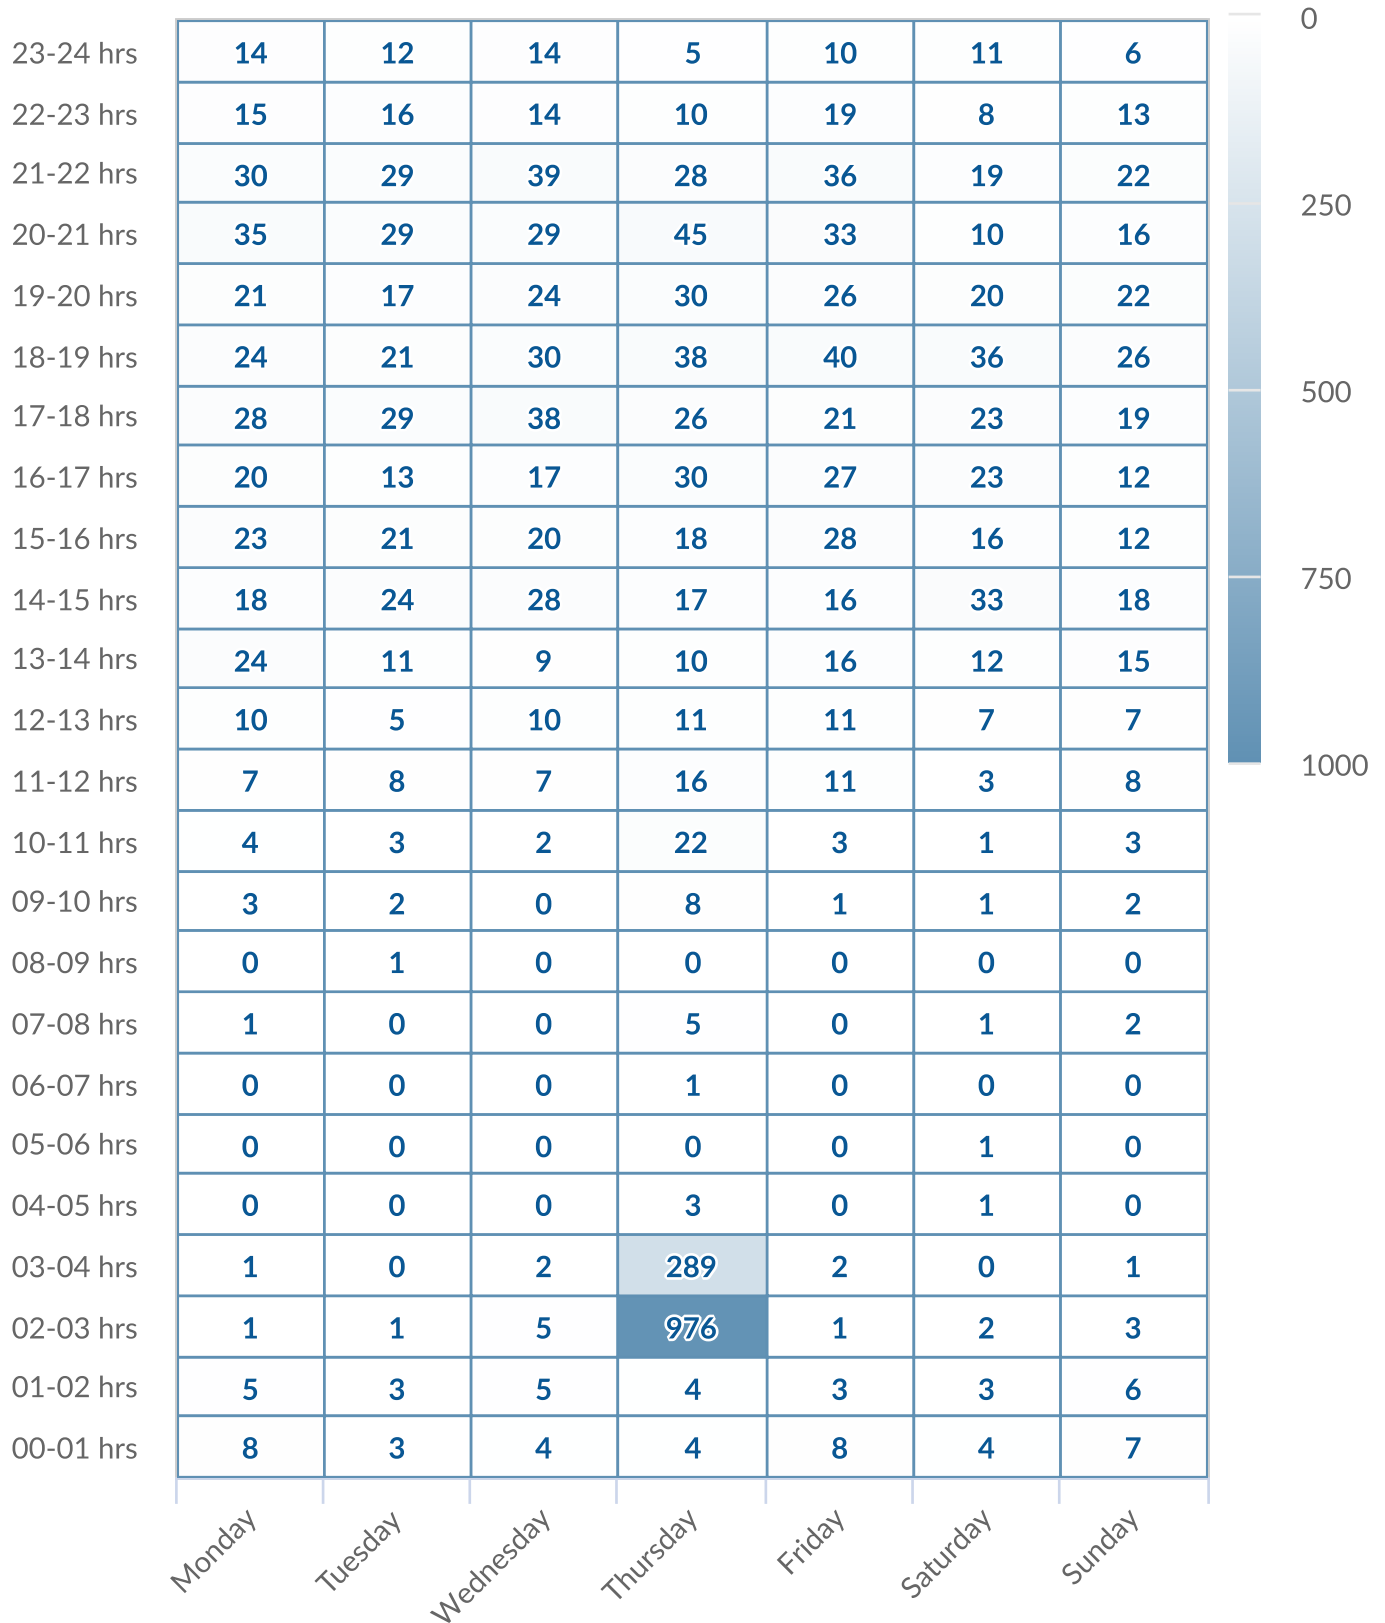 23-24 hrs 14 12 14 5 10 11 6
22-23 hrs 15 16 14 10 19 8 13
21-22 hrs 30 29 39 28 36 19 22
20-21 hrs 35 29 29 45 33 10 16
19-20 hrs 21 17 24 30 26 20 22
18-19 hrs 24 21 30 38 40 36 26
17-18 hrs 28 29 38 26 21 23 19
16-17 hrs 20 13 17 30 27 23 12
15-16 hrs 23 21 20 18 28 16 12
14-15 hrs 18 24 28 17 16 33 18
13-14 hrs 24 11 9 10 16 12 15
12-13 hrs 10 5 10 11 11 7 7
11-12 hrs 7 8 7 16 11 3 8
10-11 hrs 4 3 2 22 3 1 3
09-10 hrs 3 2 0 8 1 1 2
08-09 hrs 0 1 0 0 0 0 0
07-08 hrs 1 0 0 5 0 1 2
06-07 hrs 0 0 0 1 0 0 0
05-06 hrs 0 0 0 0 0 1 0
04-05 hrs 0 0 0 3 0 1 0
03-04 hrs 1 0 2 289 2 0 1
02-03 hrs 1 1 5 976 1 2 3
01-02 hrs 5 3 5 4 3 3 6
00-01 hrs 8 3 4 4 8 4 7
Monday Tuesday Wednesday Thursday Friday Saturday Sunday
0
250
500
750
1000